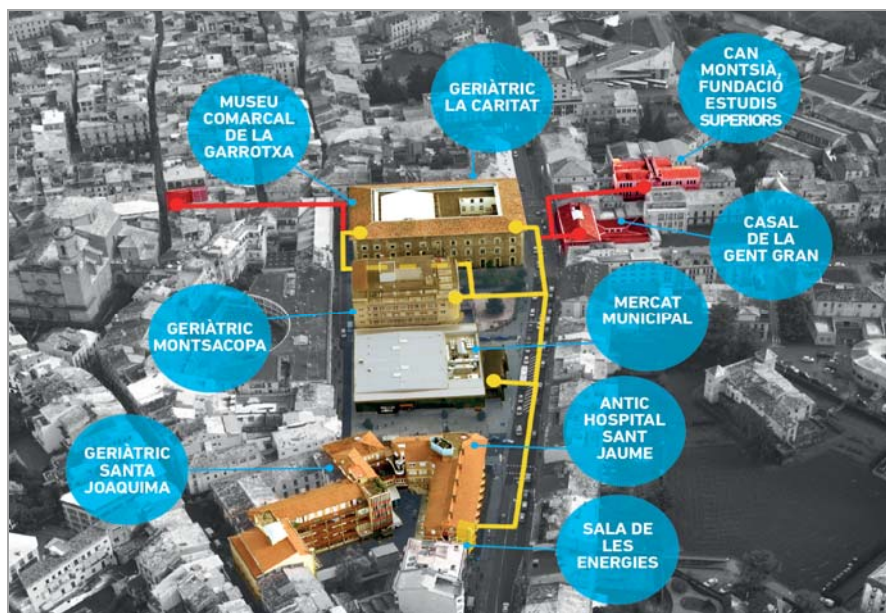 MUSEU
COMARCAL
DE LA
GARROTXA
GERIÀTRIC
LA CARITAT
CAN
MONTSIÀ,
FUNDACIÓ
ESTUDIS
SUPERIORS
CASAL
DE LA
GENT GRAN
MERCAT
MUNICIPAL
GERIÀTRIC
MONTSACOPA
ANTIC
HOSPITAL
SANT
JAUME
GERIÀTRIC
SANTA
JOAQUIMA
SALA DE
LES
ENERGIES